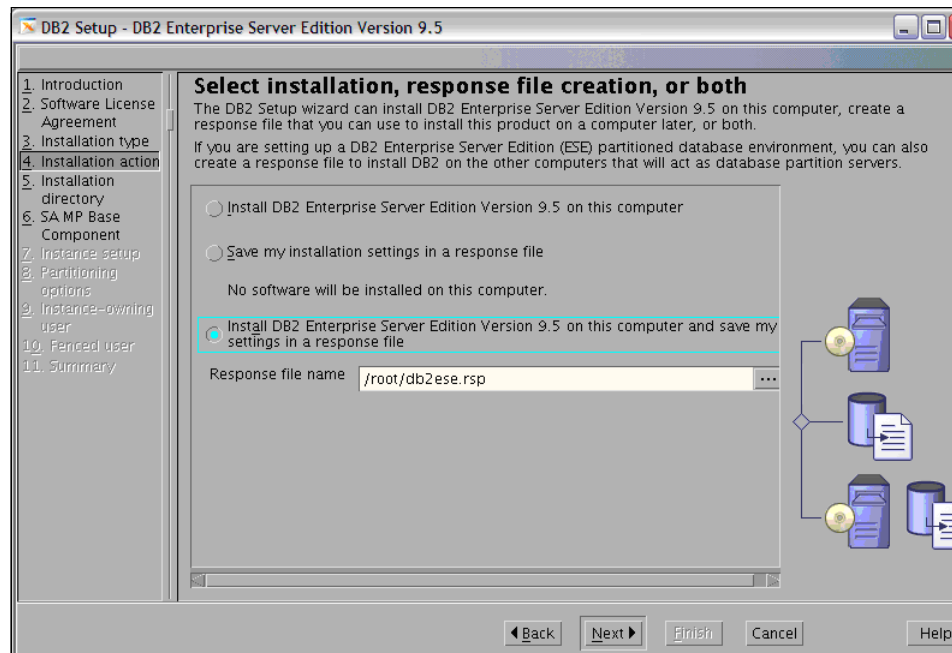 DB2 Setup - DB2 Enterprise Server Edition Version 9.5
1. Introduction
2. Software License
Agreement
3. Installation type
4. Installation action
5. Installation
directory
6. SA MP Base
Component
7. Instance setup
8. Partitioning
options
9. Instance-owning
user
10. Fenced user
11. Summary
Select installation, response file creation, or both
The DB2 Setup wizard can install DB2 Enterprise Server Edition Version 9.5 on this computer, create a
response file that you can use to install this product on a computer later, or both.
If you are setting up a DB2 Enterprise Server Edition (ESE) partitioned database environment, you can also
create a response file to install DB2 on the other computers that will act as database partition servers.
Install DB2 Enterprise Server Edition Version 9.5 on this computer
Save my installation settings in a response file
No software will be installed on this computer.
Install DB2 Enterprise Server Edition Version 9.5 on this computer and save my
settings in a response file
Response file name /root/db2ese.rsp ...
Back Next Finish Cancel Help